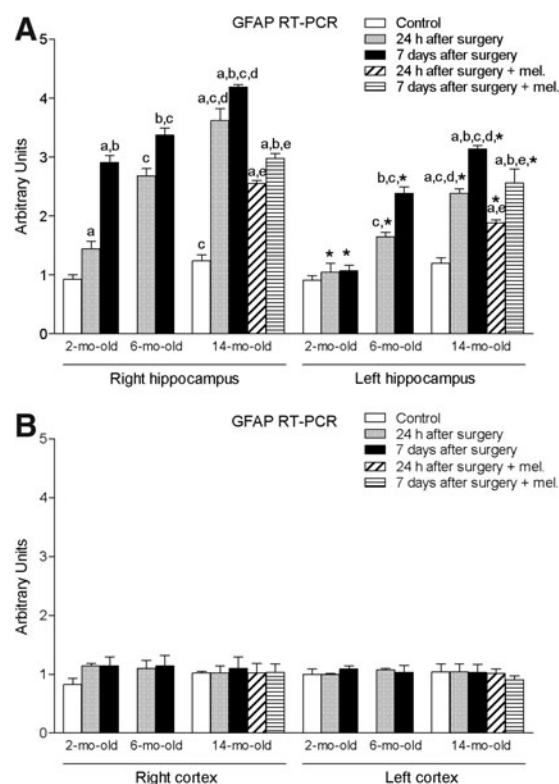 A
GFAP RT-PCR
Control
24 h after surgery
7 days after surgery
24 h after surgery + mel.
7 days after surgery + mel.
Arbitrary Units
5
4
3
2
1
0
a
a,b
c
b,c
c
a,c,d
a,b,c,d
a,e
a,b,e
*
*
c,*
b,c,*
a,c,d,*
a,b,c,d,*
*
a,e
a,b,e,*
2-mo-old 6-mo-old 14-mo-old 2-mo-old 6-mo-old 14-mo-old
Right hippocampus Left hippocampus
B
GFAP RT-PCR
Control
24 h after surgery
7 days after surgery
24 h after surgery + mel.
7 days after surgery + mel.
Arbitrary Units
5
4
3
2
1
0
2-mo-old 6-mo-old 14-mo-old 2-mo-old 6-mo-old 14-mo-old
Right cortex Left cortex